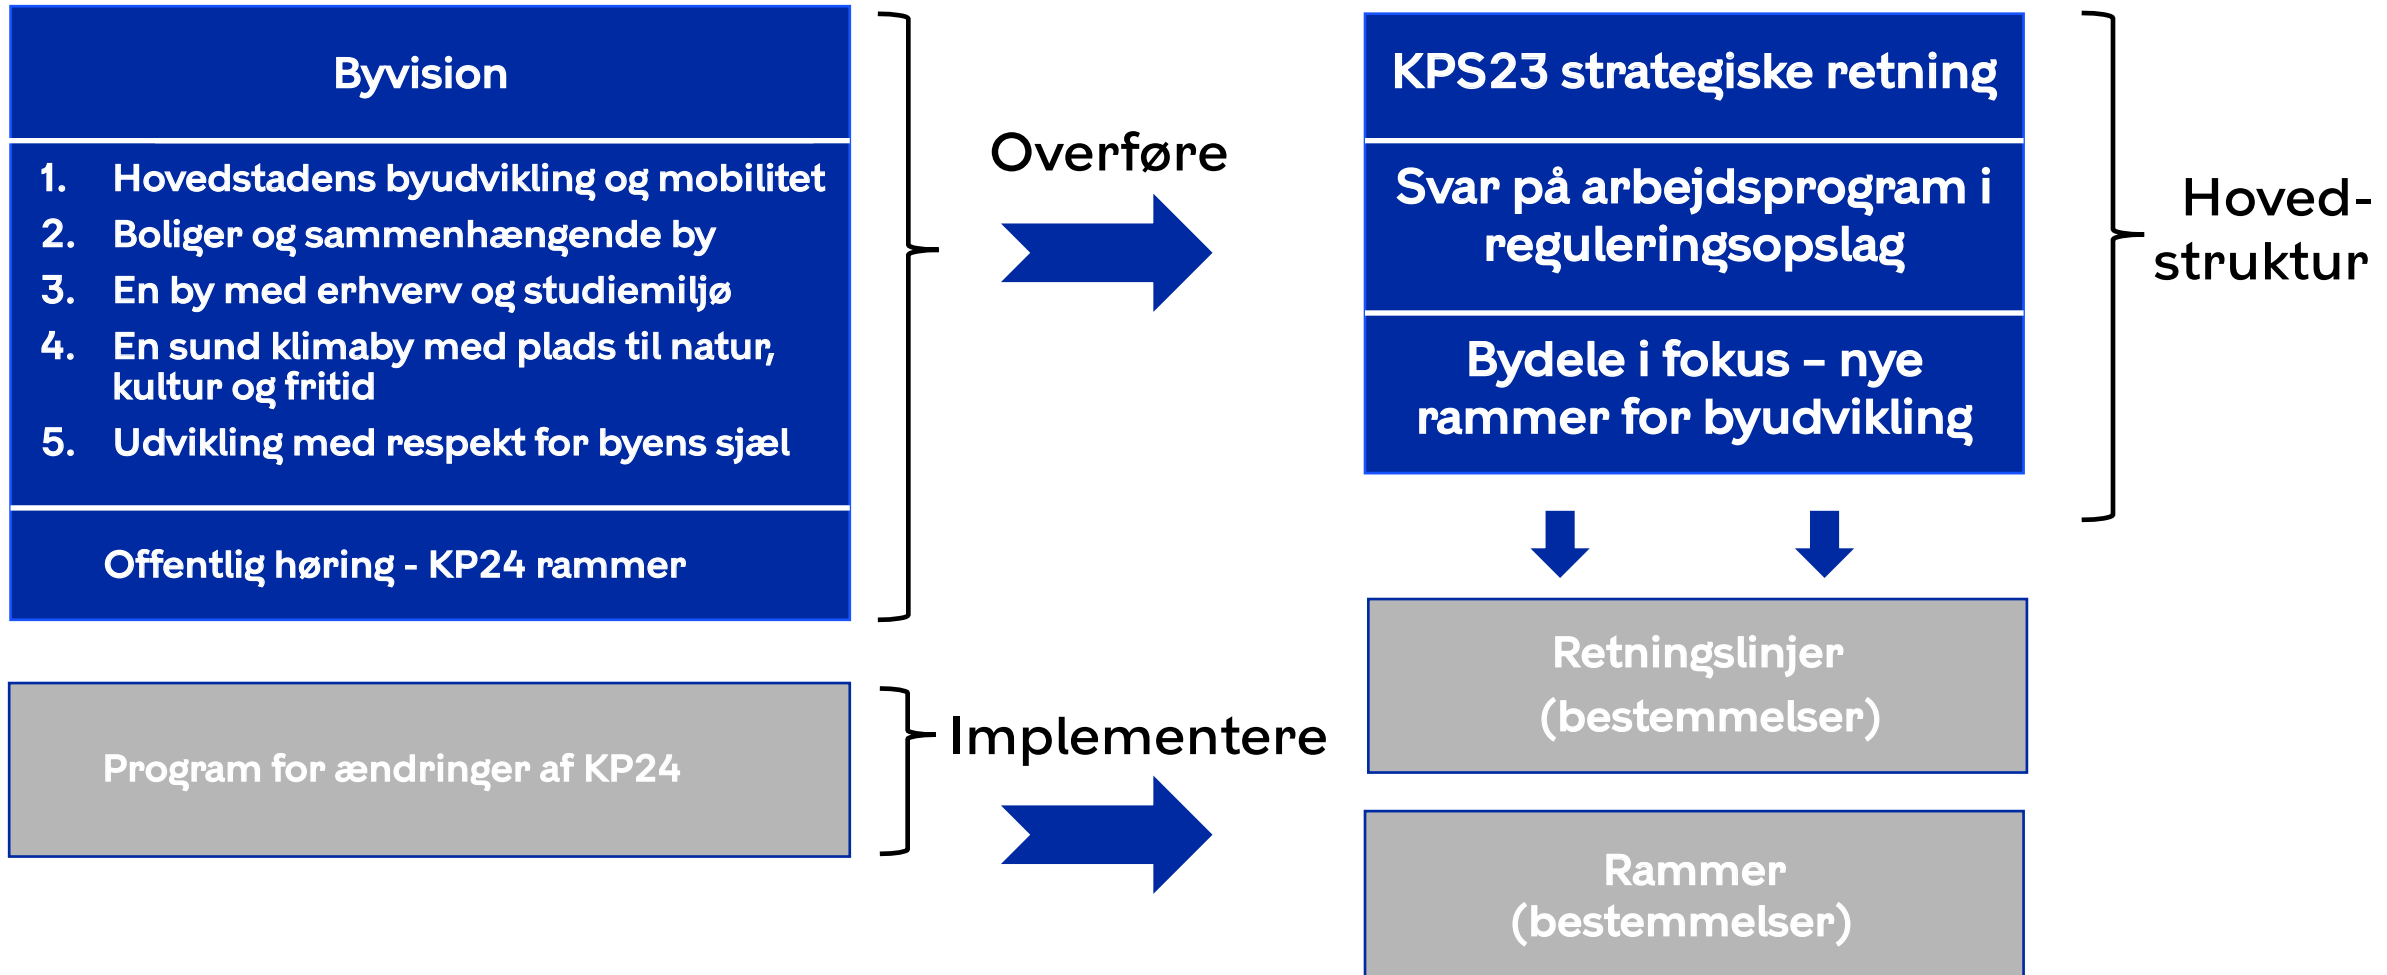 Byvision
1. Hovedstadens byudvikling og mobilitet
2. Boliger og sammenhængende by
3. En by med erhverv og studiemiljø
4. En sund klimaby med plads til natur,
kultur og fritid
5. Udvikling med respekt for byens sjæl
Offentlig høring - KP24 rammer
Program for ændringer af KP24
Overføre
Implementere
KPS23 strategiske retning
Svar på arbejdsprogram i
reguleringsopslag
Bydele i fokus – nye
rammer for byudvikling
Hoved-
struktur
Retningslinjer
(bestemmelser)
Rammer
(bestemmelser)